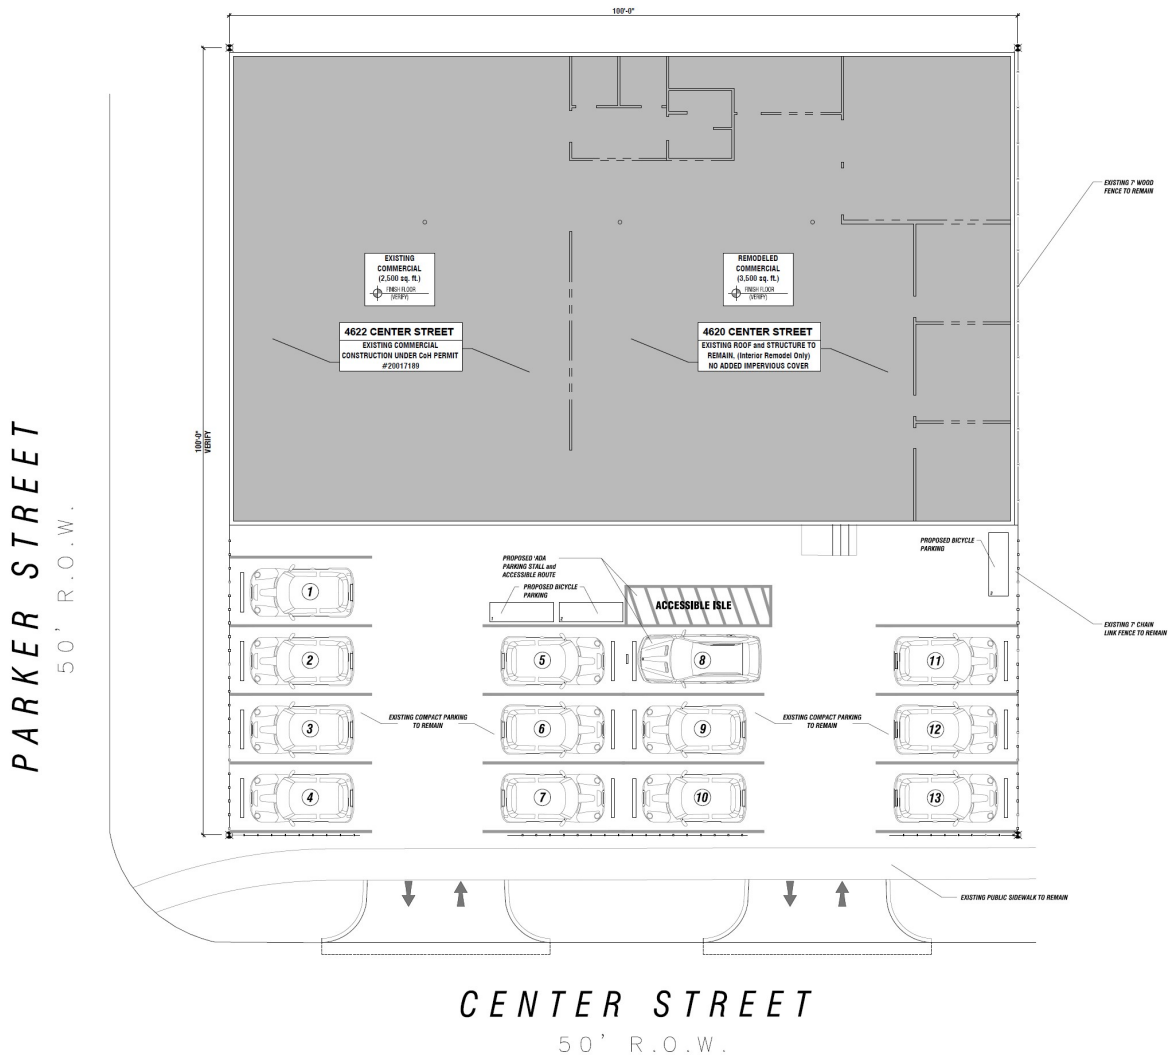 100'-0"
EXISTING 7' WOOD
FENCE TO REMAIN
EXISTING
COMMERCIAL
(2,500 sq. ft.)
FINISH FLOOR
(VERIFY)
REMODELED
COMMERCIAL
(3,500 sq. ft.)
FINISH FLOOR
(VERIFY)
4622 CENTER STREET
EXISTING COMMERCIAL
CONSTRUCTION UNDER CoH PERMIT
#20017189
4620 CENTER STREET
EXISTING ROOF and STRUCTURE TO
REMAIN, (Interior Remodel Only)
NO ADDED IMPERVIOUS COVER
100'-0"
VERIFY
PARKER STREET
50' R.O.W.
PROPOSED 'ADA
PARKING STALL and
ACCESSIBLE ROUTE
PROPOSED BICYCLE
PARKING
PROPOSED BICYCLE
PARKING
1
2
3
ACCESSIBLE ISLE
EXISTING 7' CHAIN
LINK FENCE TO REMAIN
1
2
5
8
11
3
EXISTING COMPACT PARKING
TO REMAIN
6
9
EXISTING COMPACT PARKING
TO REMAIN
12
4
7
10
13
EXISTING PUBLIC SIDEWALK TO REMAIN
CENTER STREET
50' R.O.W.